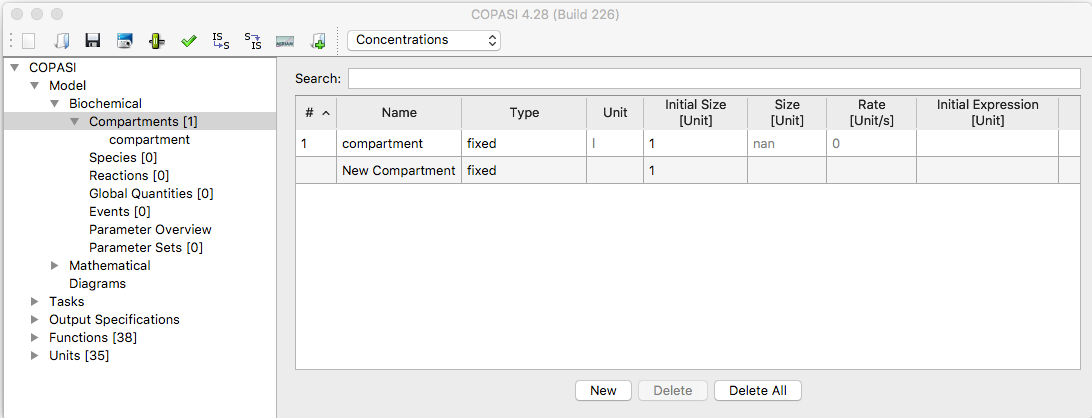 COPASI 4.28 (Build 226)
IS S S IS Concentrations
COPASI
Model
Biochemical
Compartments [1]
compartment
Species [0]
Reactions [0]
Global Quantities [0]
Events [0]
Parameter Overview
Parameter Sets [0]
Mathematical
Diagrams
Tasks
Output Specifications
Functions [38]
Units [35]
Search:
# Name Type Unit Initial Size [Unit] Size [Unit] Rate [Unit/s] Initial Expression [Unit]
1 compartment fixed l 1 nan 0
New Compartment fixed 1
New Delete Delete All